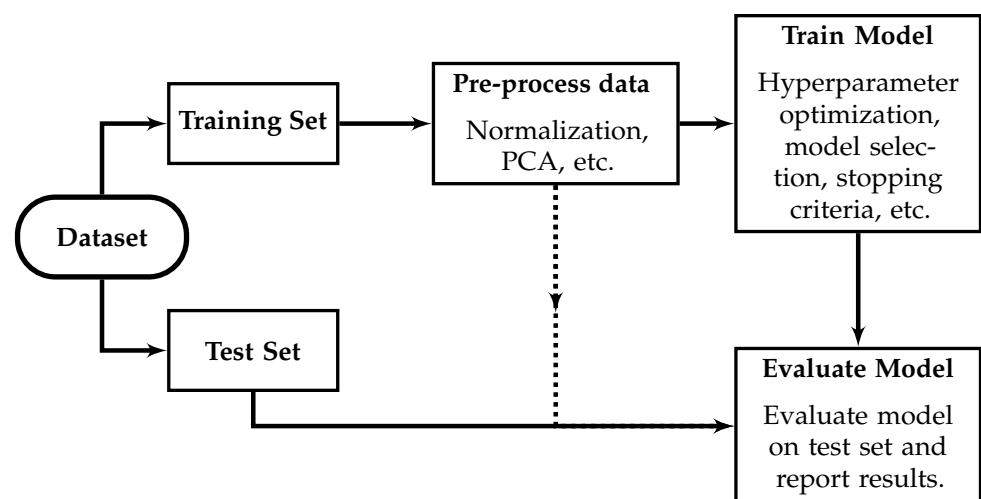 Train Model
Hyperparameter
optimization,
model selec-
tion, stopping
criteria, etc.
Pre-process data
Normalization,
PCA, etc.
Training Set
Dataset
Test Set
Evaluate Model
Evaluate model
on test set and
report results.